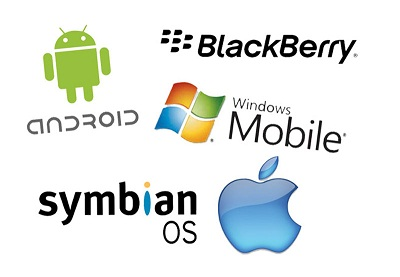 BlackBerry
ANDROID
Windows
Mobile
symbian
OS